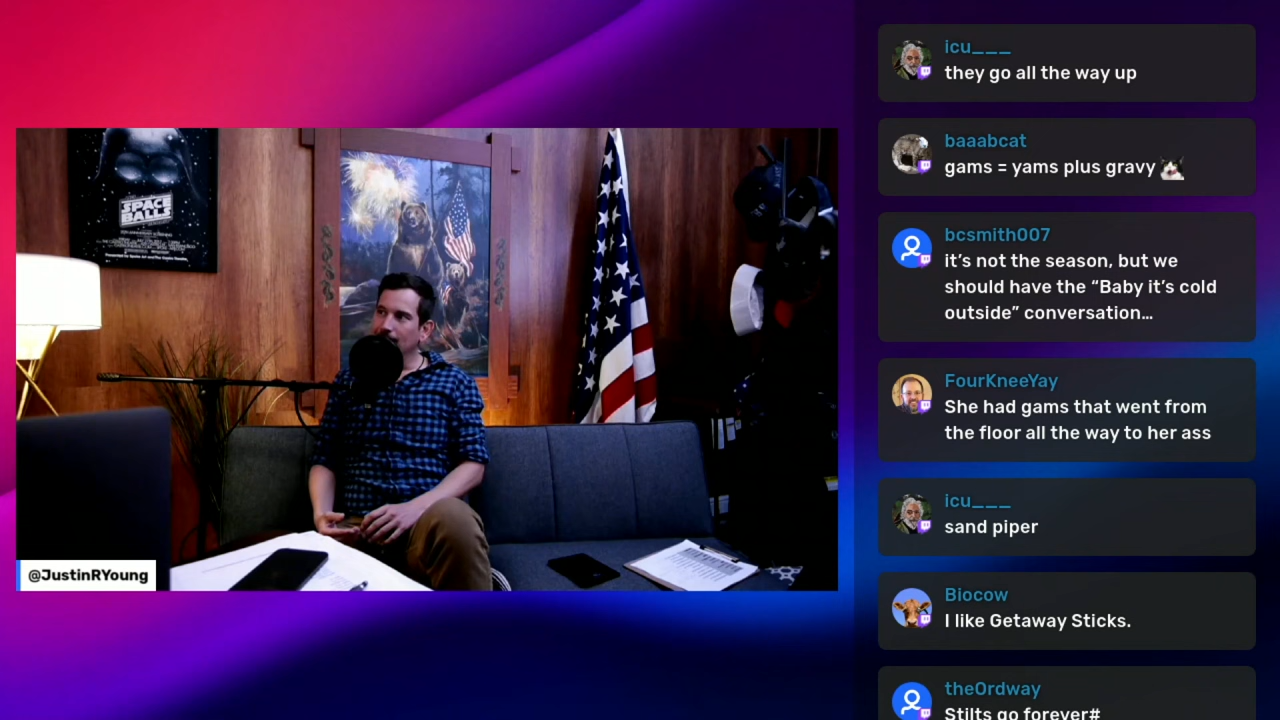 SPACE
BALLS
@JustinRYoung
icu___
they go all the way up
baaabcat
gams = yams plus gravy
bcsmith007
it’s not the season, but we
should have the “Baby it’s cold
outside” conversation…
FourKneeYay
She had gams that went from
the floor all the way to her ass
icu___
sand piper
Biocow
I like Getaway Sticks.
theOrdway
Stilts go forever#